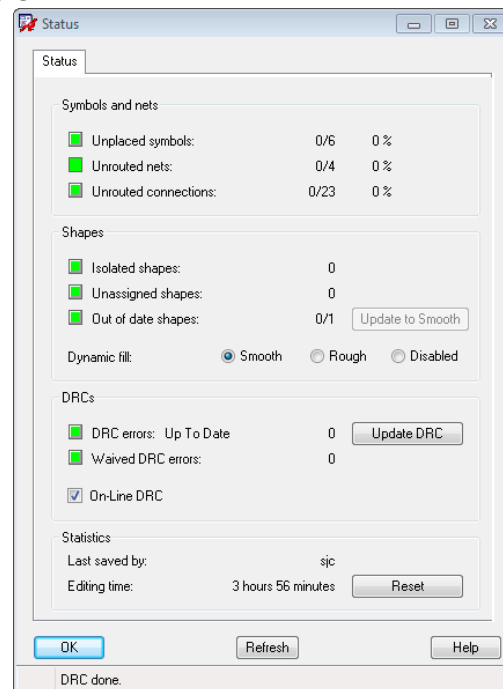 Status
Status
Symbols and nets
Unplaced symbols: 0/6 0 %
Unrouted nets: 0/4 0 %
Unrouted connections: 0/23 0 %
Shapes
Isolated shapes: 0
Unassigned shapes: 0
Out of date shapes: 0/1 Update to Smooth
Dynamic fill: Smooth Rough Disabled
DRCs
DRC errors: Up To Date 0 Update DRC
Waived DRC errors: 0
On-Line DRC
Statistics
Last saved by: sjc
Editing time: 3 hours 56 minutes Reset
OK Refresh Help
DRC done.